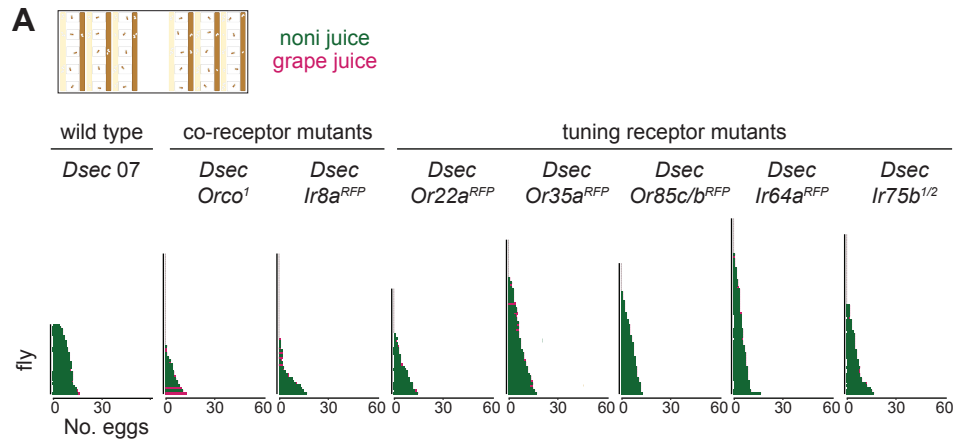 A
noni juice
grape juice
wild type
co-receptor mutants
tuning receptor mutants
Dsec 07
Dsec
Orco¹
Dsec
Ir8aᴿᶠᴾ
Dsec
Or22aᴿᶠᴾ
Dsec
Or35aᴿᶠᴾ
Dsec
Or85c/bᴿᶠᴾ
Dsec
Ir64aᴿᶠᴾ
Dsec
Ir75b¹/²
fly
0 30
0 30 60
0 30 60
0 30 60
0 30 60
0 30 60
0 30 60
0 30 60
No. eggs